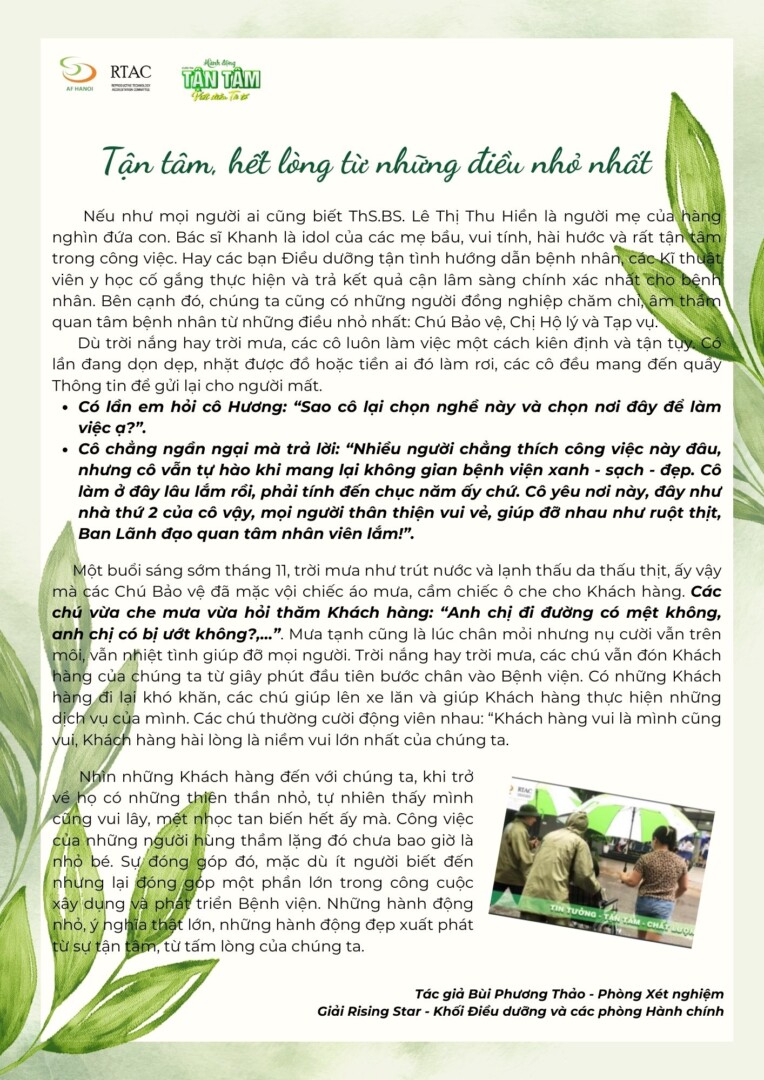 AF HANOI
RTAC
REPRODUCTIVE TECHNOLOGY
ACCREDITATION COMMITTEE
Hành động
TẬN TÂM
Tận tâm, hết lòng từ những điều nhỏ nhất
Nếu như mọi người ai cũng biết ThS.BS. Lê Thị Thu Hiền là người mẹ của hàng
nghìn đứa con. Bác sĩ Khanh là idol của các mẹ bầu, vui tính, hài hước và rất tận tâm
trong công việc. Hay các bạn Điều dưỡng tận tình hướng dẫn bệnh nhân, các Kĩ thuật
viên y học cố gắng thực hiện và trả kết quả cận lâm sàng chính xác nhất cho bệnh
nhân. Bên cạnh đó, chúng ta cũng có những người đồng nghiệp chăm chỉ, âm thầm
quan tâm bệnh nhân từ những điều nhỏ nhất: Chú Bảo vệ, Chị Hộ lý và Tạp vụ.
Dù trời nắng hay trời mưa, các cô luôn làm việc một cách kiên định và tận tụy. Có
lần đang dọn dẹp, nhặt được đồ hoặc tiền ai đó làm rơi, các cô đều mang đến quầy
Thông tin để gửi lại cho người mất.
• Có lần em hỏi cô Hương: “Sao cô lại chọn nghề này và chọn nơi đây để làm
việc ạ?”.
• Cô chẳng ngần ngại mà trả lời: “Nhiều người chẳng thích công việc này đâu,
nhưng cô vẫn tự hào khi mang lại không gian bệnh viện xanh - sạch - đẹp. Cô
làm ở đây lâu lắm rồi, phải tính đến chục năm ấy chứ. Cô yêu nơi này, đây như
nhà thứ 2 của cô vậy, mọi người thân thiện vui vẻ, giúp đỡ nhau như ruột thịt,
Ban Lãnh đạo quan tâm nhân viên lắm!”.
Một buổi sáng sớm tháng 11, trời mưa như trút nước và lạnh thấu da thấu thịt, ấy vậy
mà các Chú Bảo vệ đã mặc vội chiếc áo mưa, cầm chiếc ô che cho Khách hàng. Các
chú vừa che mưa vừa hỏi thăm Khách hàng: “Anh chị đi đường có mệt không,
anh chị có bị ướt không?,...”. Mưa tạnh cũng là lúc chân mỏi nhưng nụ cười vẫn trên
môi, vẫn nhiệt tình giúp đỡ mọi người. Trời nắng hay trời mưa, các chú vẫn đón Khách
hàng của chúng ta từ giây phút đầu tiên bước chân vào Bệnh viện. Có những Khách
hàng đi lại khó khăn, các chú giúp lên xe lăn và giúp Khách hàng thực hiện những
dịch vụ của mình. Các chú thường cười động viên nhau: “Khách hàng vui là mình cũng
vui, Khách hàng hài lòng là niềm vui lớn nhất của chúng ta.
Nhìn những Khách hàng đến với chúng ta, khi trở
về họ có những thiên thần nhỏ, tự nhiên thấy mình
cũng vui lây, mệt nhọc tan biến hết ấy mà. Công việc
của những người hùng thầm lặng đó chưa bao giờ là
nhỏ bé. Sự đóng góp đó, mặc dù ít người biết đến
nhưng lại đóng góp một phần lớn trong công cuộc
xây dựng và phát triển Bệnh viện. Những hành động
nhỏ, ý nghĩa thật lớn, những hành động đẹp xuất phát
từ sự tận tâm, từ tấm lòng của chúng ta.
RTAC
TIN TƯỞNG - TẬN TÂM - CHẤT LƯỢNG
Tác giả Bùi Phương Thảo - Phòng Xét nghiệm
Giải Rising Star - Khối Điều dưỡng và các phòng Hành chính